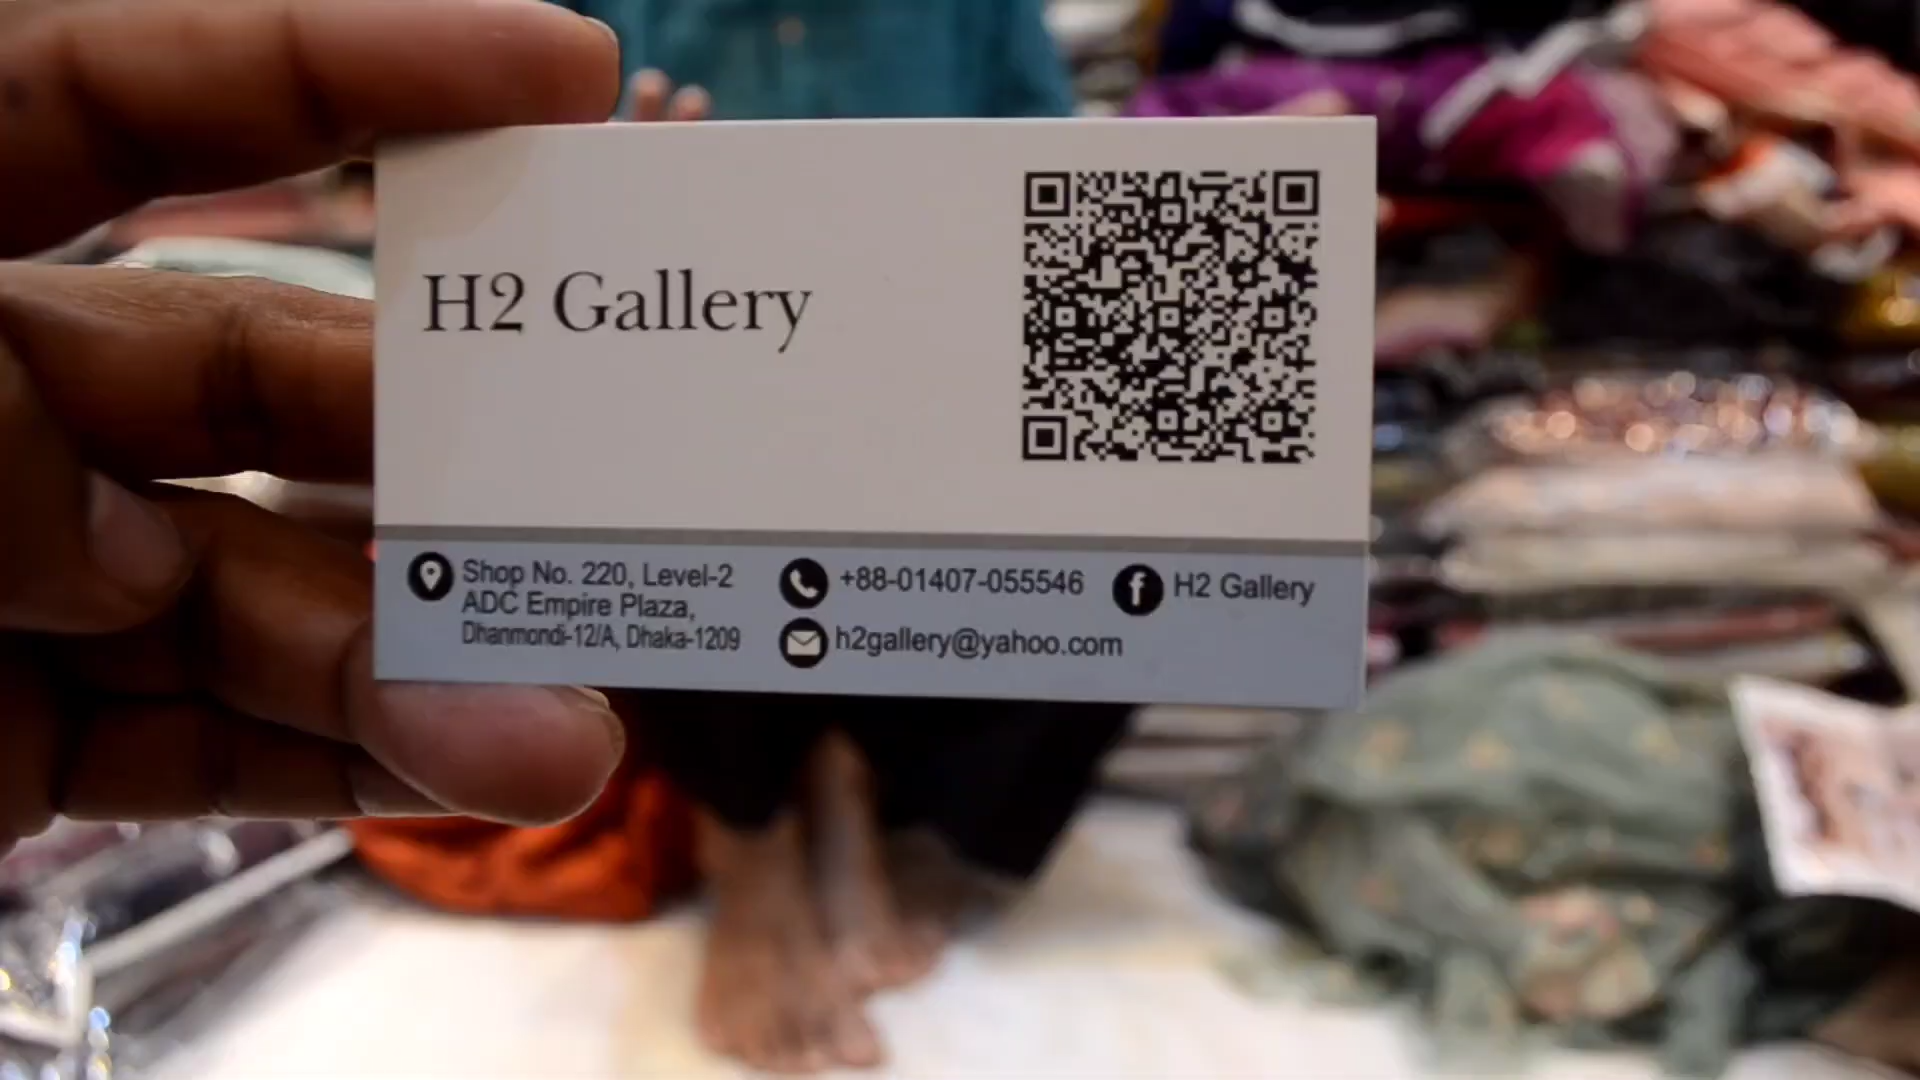 H2 Gallery
Shop No. 220, Level-2
ADC Empire Plaza,
Dhanmondi-12/A, Dhaka-1209
+88-01407-055546
h2gallery@yahoo.com
H2 Gallery